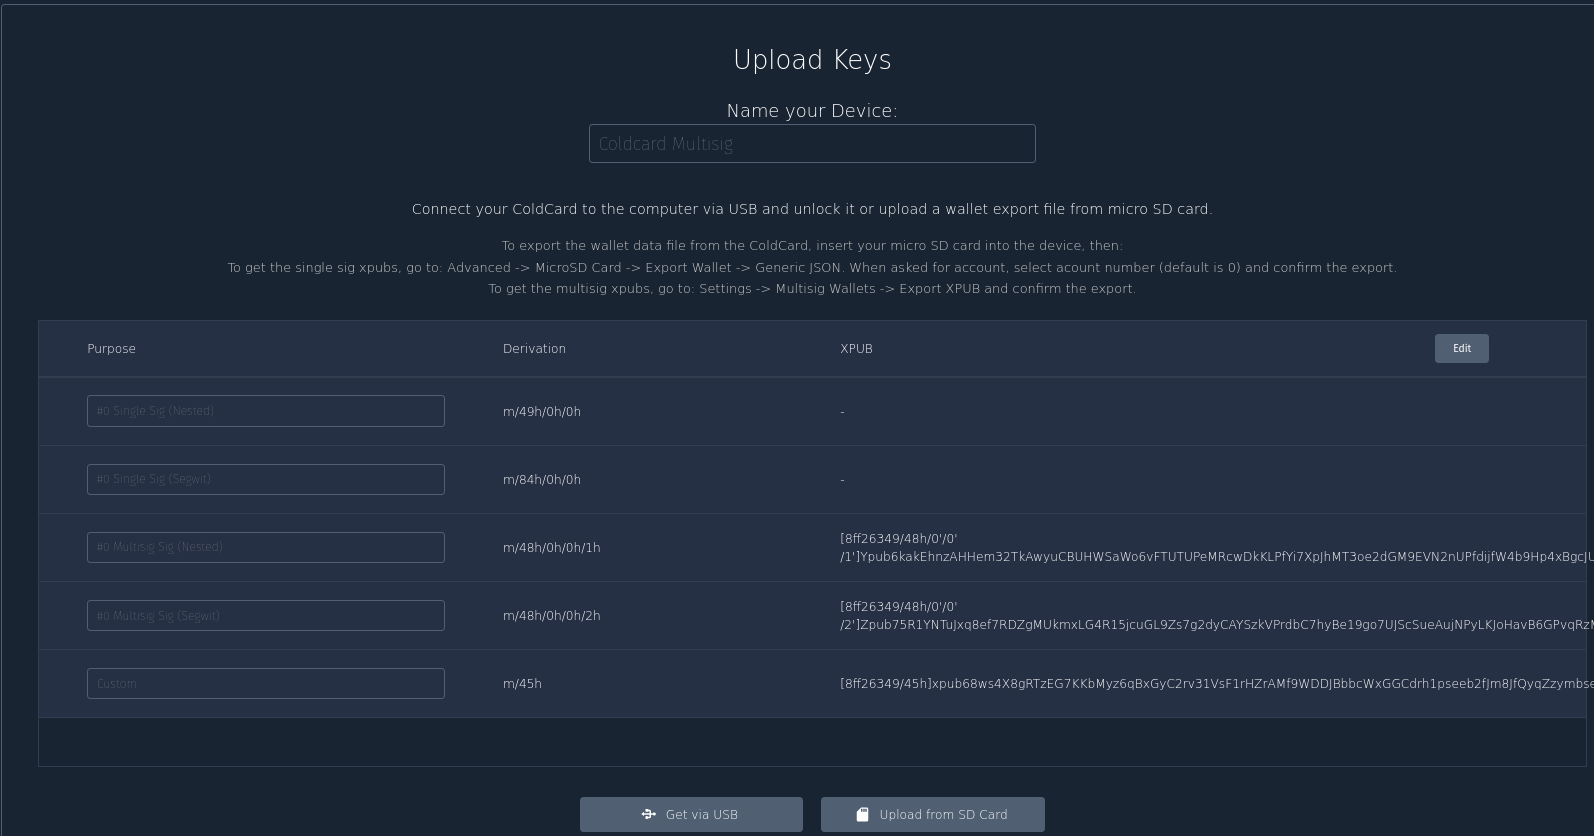 Upload Keys
Name your Device:
Coldcard Multisig
Connect your ColdCard to the computer via USB and unlock it or upload a wallet export file from micro SD card.
To export the wallet data file from the ColdCard, insert your micro SD card into the device, then:
To get the single sig xpubs, go to: Advanced -> MicroSD Card -> Export Wallet -> Generic JSON. When asked for account, select acount number (default is 0) and confirm the export.
To get the multisig xpubs, go to: Settings -> Multisig Wallets -> Export XPUB and confirm the export.
Purpose Derivation XPUB Edit
#0 Single Sig (Nested) m/49h/0h/0h -
#0 Single Sig (Segwit) m/84h/0h/0h -
[8ff26349/48h/0'/0'
#0 Multisig Sig (Nested) m/48h/0h/0h/1h
/1']Ypub6kakEhnzAHHem32TkAwyuCBUHWSaWo6vFTUTUPeMRcwDkKLPfYi7XpJhMT3oe2dGM9EVN2nUPfdijfW4b9Hp4xBgcJL
[8ff26349/48h/0'/0'
#0 Multisig Sig (Segwit) m/48h/0h/0h/2h
/2']Zpub75R1YNTuJxq8ef7RDZgMUkmxLG4R15jcuGL9Zs7g2dyCAYSzkVPrdbC7hyBe19go7UJScSueAujNPyLKJoHavB6GPvqRzM
Custom m/45h [8ff26349/45h]xpub68ws4X8gRTzEG7KKbMyz6qBxGyC2rv31VsF1rHZrAMf9WDDJBbbcWxGGCdrh1pseeb2fJm8JfQyqZzymbse
Get via USB Upload from SD Card